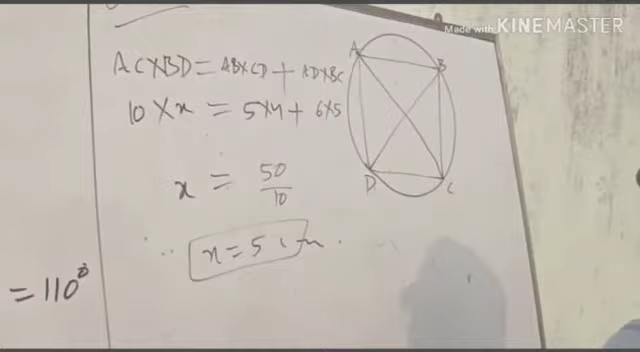 Made with KINEMASTER
AC×BD = AB×CD + AD×BC
10 × x = 5×4 + 6×5
x = 50/10
x = 5 cm.
= 110°
A
B
D
C